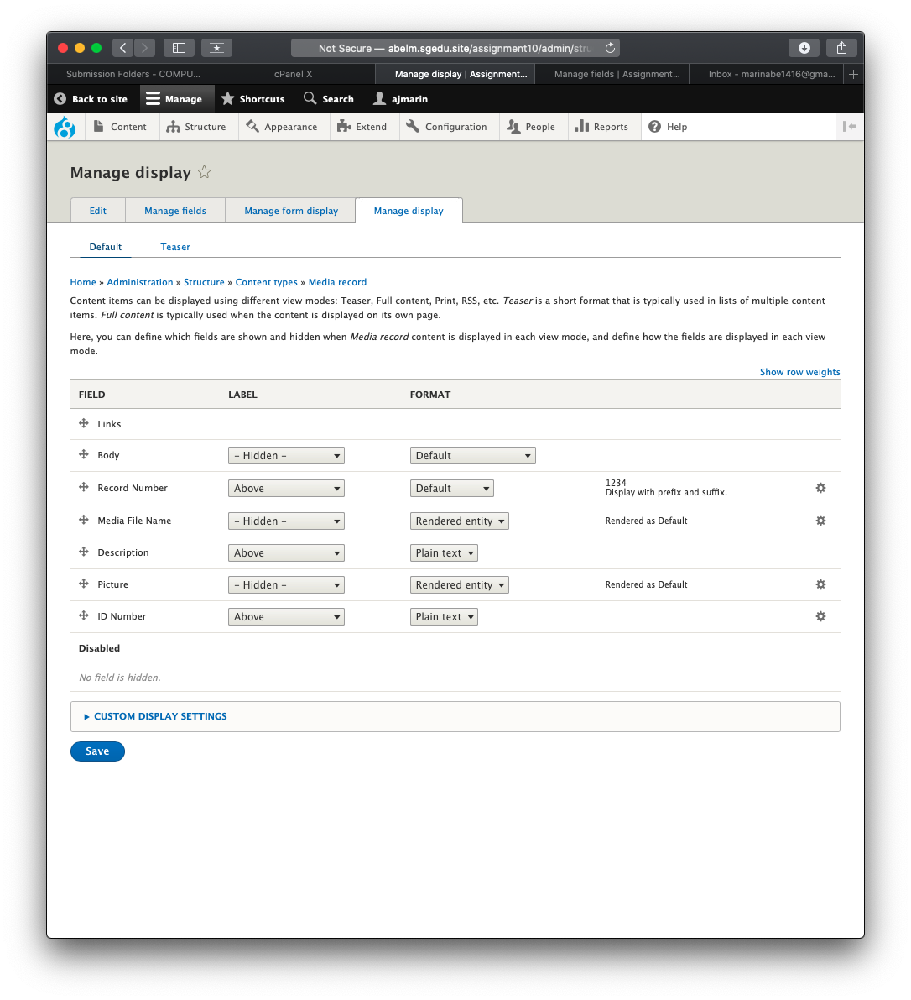 Not Secure — abelm.sgedu.site/assignment10/admin/stru
Submission Folders - COMPU...
cPanel X
Manage display | Assignment...
Manage fields | Assignment...
Inbox - marinabe1416@gma...
Back to site
Manage
Shortcuts
Search
ajmarin
Content
Structure
Appearance
Extend
Configuration
People
Reports
Help
Manage display
Edit
Manage fields
Manage form display
Manage display
Default
Teaser
Home » Administration » Structure » Content types » Media record
Content items can be displayed using different view modes: Teaser, Full content, Print, RSS, etc. Teaser is a short format that is typically used in lists of multiple content
items. Full content is typically used when the content is displayed on its own page.
Here, you can define which fields are shown and hidden when Media record content is displayed in each view mode, and define how the fields are displayed in each view
mode.
Show row weights
FIELD LABEL FORMAT
Links
Body - Hidden - Default
Record Number Above Default 1234
Display with prefix and suffix.
Media File Name - Hidden - Rendered entity Rendered as Default
Description Above Plain text
Picture - Hidden - Rendered entity Rendered as Default
ID Number Above Plain text
Disabled
No field is hidden.
CUSTOM DISPLAY SETTINGS
Save